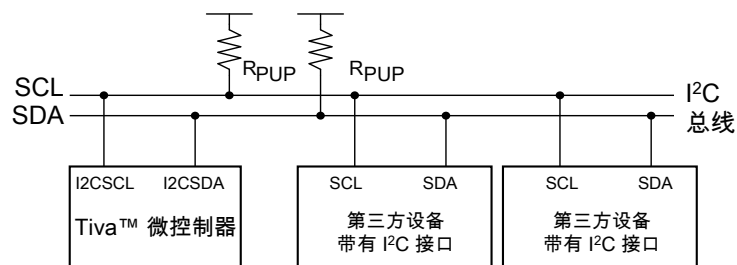 RPUP RPUP
SCL I²C
SDA 总线
I2CSCL I2CSDA SCL SDA SCL SDA
Tiva™ 微控制器 第三方设备 第三方设备
带有 I²C 接口 带有 I²C 接口